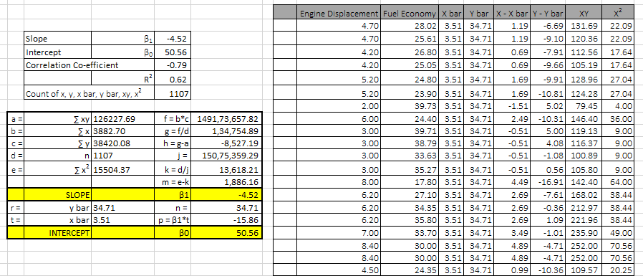 Slope β1 -4.52
Intercept β0 50.56
Correlation Co-efficient -0.79
R² 0.62
Count of x, y, x bar, y bar, xy, x² 1107
a = Σ xy 126227.69 f = b*c 1491,73,657.82
b = Σ x 3882.70 g = f/d 1,34,754.89
c = Σ y 38420.08 h = g-a -8,527.19
d = n 1107 j = 150,75,359.29
e = Σ x² 15504.37 k = d/j 13,618.21
m = e-k 1,886.16
SLOPE β1 -4.52
r = y bar 34.71 n = 34.71
t = x bar 3.51 p = β1*t -15.86
INTERCEPT β0 50.56
Engine Displacement Fuel Economy X bar Y bar X - X bar Y - Y bar XY X²
4.70 28.02 3.51 34.71 1.19 -6.69 131.69 22.09
4.70 25.61 3.51 34.71 1.19 -9.10 120.36 22.09
4.20 26.80 3.51 34.71 0.69 -7.91 112.56 17.64
4.20 25.05 3.51 34.71 0.69 -9.66 105.19 17.64
5.20 24.80 3.51 34.71 1.69 -9.91 128.96 27.04
5.20 23.90 3.51 34.71 1.69 -10.81 124.28 27.04
2.00 39.73 3.51 34.71 -1.51 5.02 79.45 4.00
6.00 24.40 3.51 34.71 2.49 -10.31 146.40 36.00
3.00 39.71 3.51 34.71 -0.51 5.00 119.13 9.00
3.00 38.79 3.51 34.71 -0.51 4.08 116.37 9.00
3.00 33.63 3.51 34.71 -0.51 -1.08 100.89 9.00
3.00 35.27 3.51 34.71 -0.51 0.56 105.80 9.00
8.00 17.80 3.51 34.71 4.49 -16.91 142.40 64.00
6.20 27.10 3.51 34.71 2.69 -7.61 168.02 38.44
6.20 34.35 3.51 34.71 2.69 -0.36 212.97 38.44
6.20 35.80 3.51 34.71 2.69 1.09 221.96 38.44
7.00 33.70 3.51 34.71 3.49 -1.01 235.90 49.00
8.40 30.00 3.51 34.71 4.89 -4.71 252.00 70.56
8.40 30.00 3.51 34.71 4.89 -4.71 252.00 70.56
4.50 24.35 3.51 34.71 0.99 -10.36 109.57 20.25